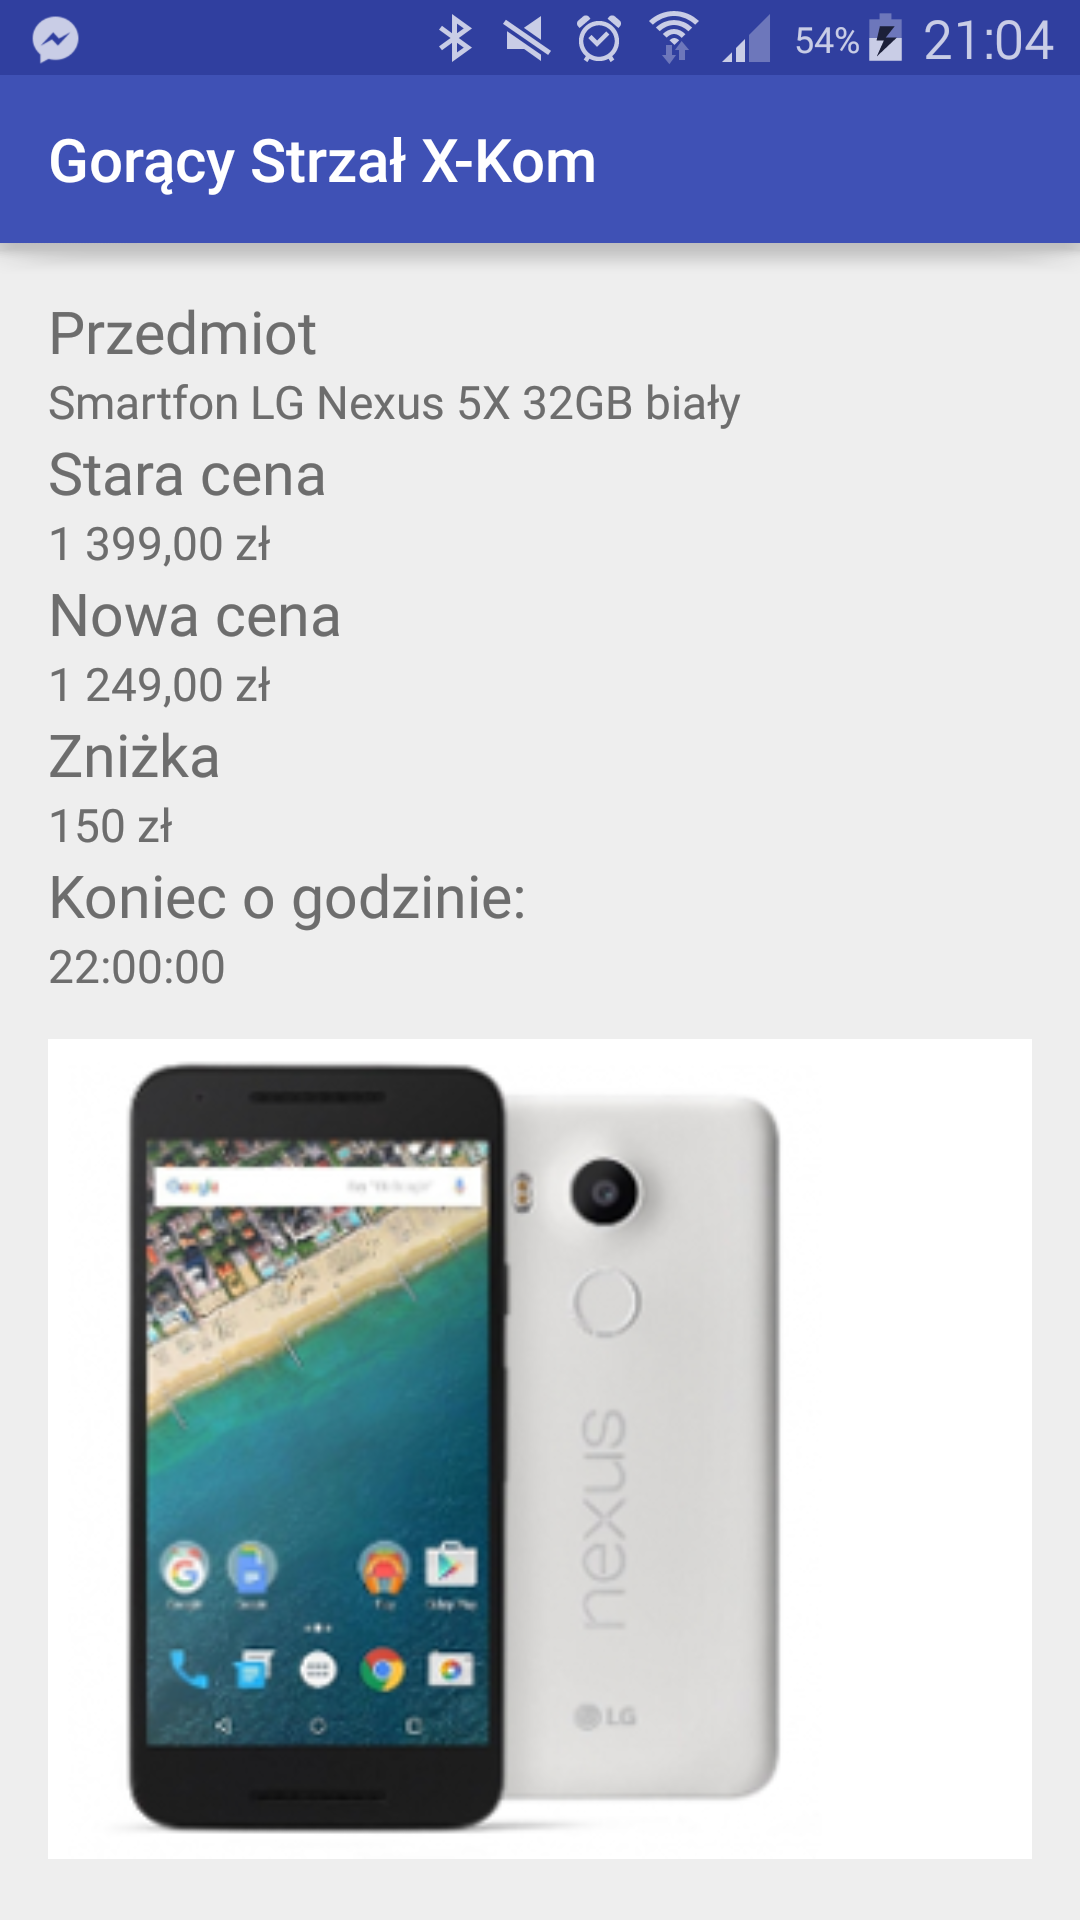 54% 21:04
Gorący Strzał X-Kom
Przedmiot
Smartfon LG Nexus 5X 32GB biały
Stara cena
1 399,00 zł
Nowa cena
1 249,00 zł
Zniżka
150 zł
Koniec o godzinie:
22:00:00
Google
nexus
LG